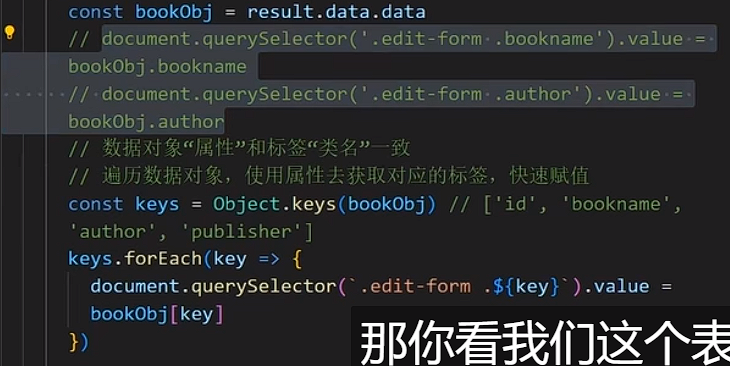 const bookObj = result.data.data
// document.querySelector('.edit-form .bookname').value =
bookObj.bookname
// document.querySelector('.edit-form .author').value =
bookObj.author
// 数据对象“属性”和标签“类名”一致
// 遍历数据对象，使用属性去获取对应的标签，快速赋值
const keys = Object.keys(bookObj) // ['id', 'bookname',
'author', 'publisher']
keys.forEach(key => {
document.querySelector(`.edit-form .${key}`).value =
bookObj[key]
})
那你看我们这个表